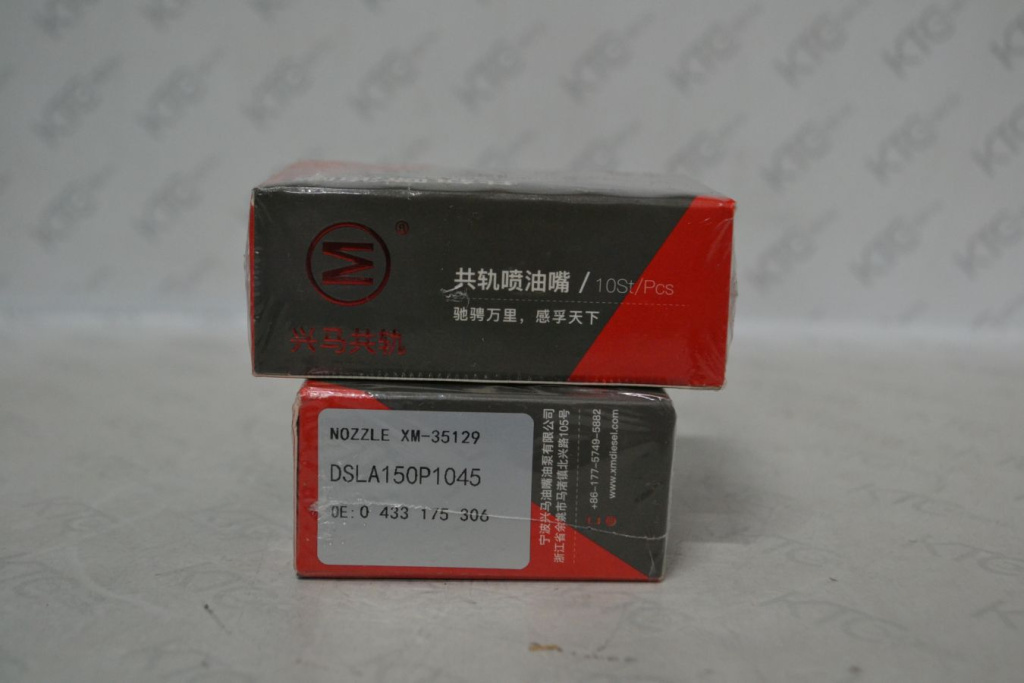 M
®
兴马共轨
共轨喷油嘴 / 10St/Pcs
驰骋万里，感孚天下
NOZZLE XM-35129
DSLA150P1045
OE:0 433 175 306
宁波兴马油嘴油泵有限公司
浙江省余姚市马渚镇北兴路105号
+86-177-5749-5882
www.xmdiesel.com
KTG